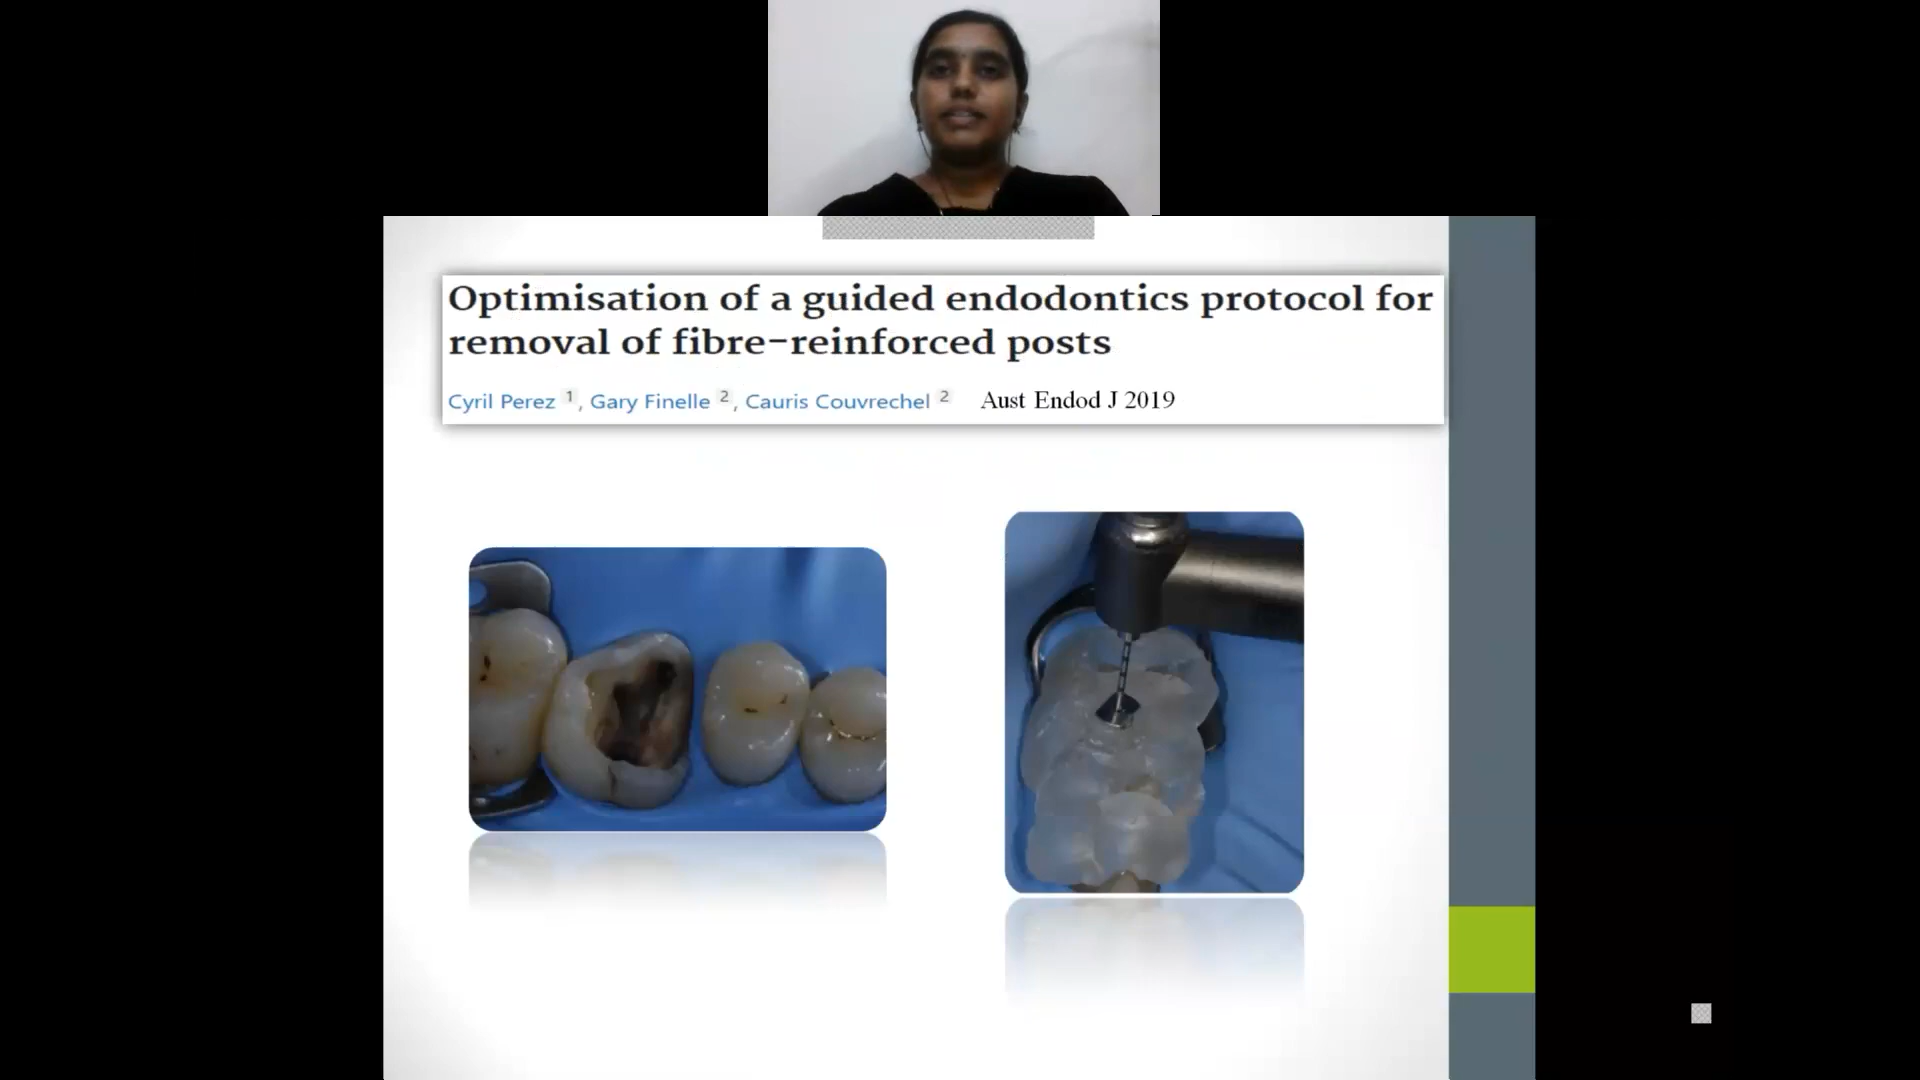 Optimisation of a guided endodontics protocol for
removal of fibre-reinforced posts
Cyril Perez 1, Gary Finelle 2, Cauris Couvrechel 2 Aust Endod J 2019